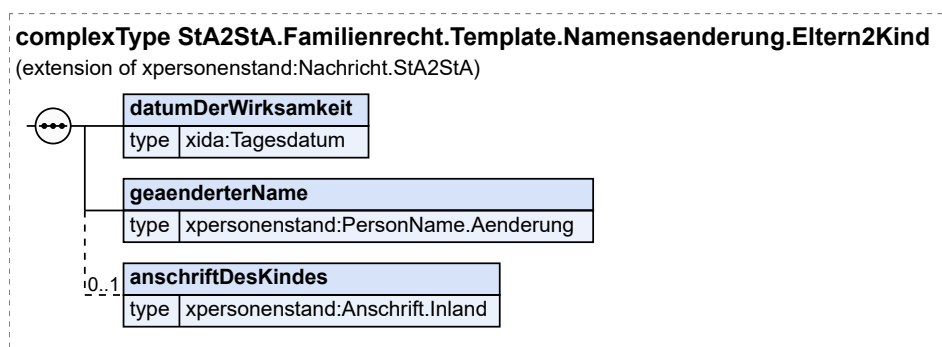 complexType StA2StA.Familienrecht.Template.Namensaenderung.Eltern2Kind
(extension of xpersonenstand:Nachricht.StA2StA)
datumDerWirksamkeit
type xida:Tagesdatum
geaenderterName
type xpersonenstand:PersonName.Aenderung
0..1 anschriftDesKindes
type xpersonenstand:Anschrift.Inland